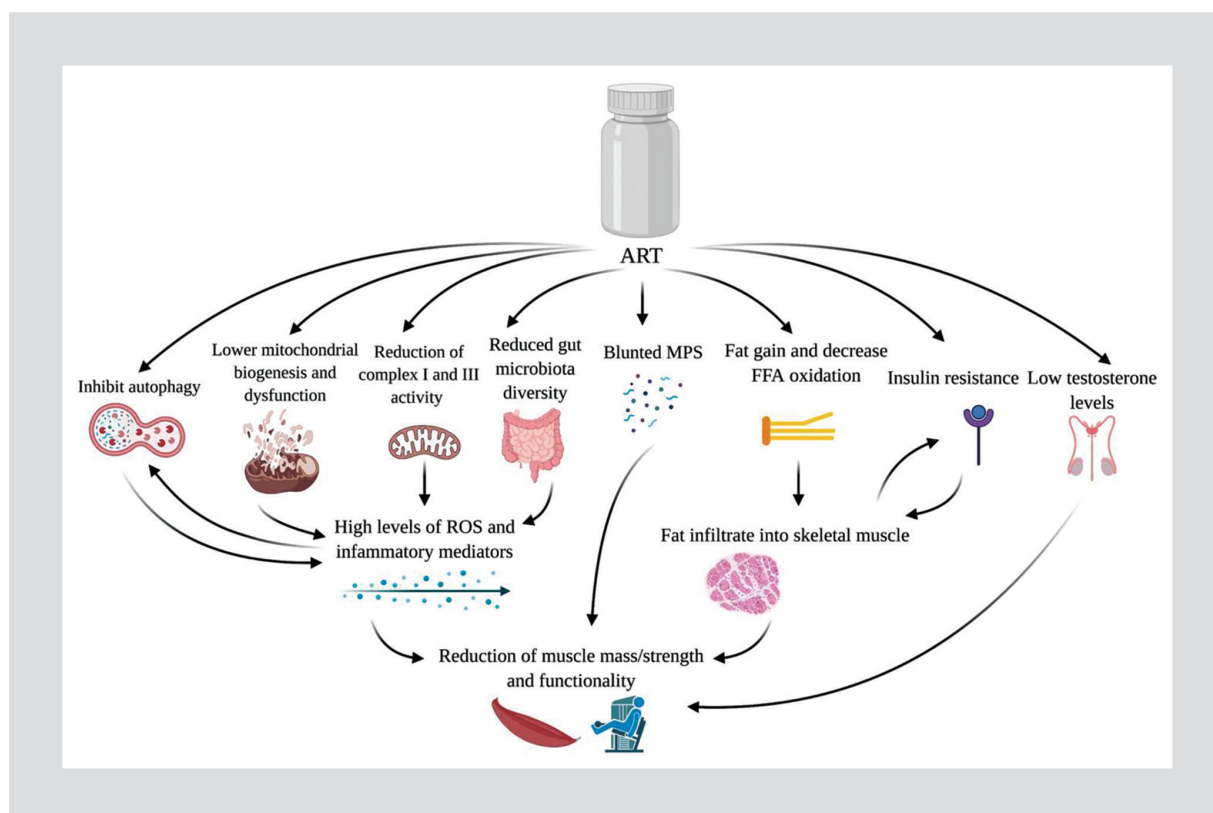 ART
Inhibit autophagy
Lower mitochondrial
biogenesis and
dysfunction
Reduction of
complex I and III
activity
Reduced gut
microbiota
diversity
Blunted MPS
Fat gain and decrease
FFA oxidation
Insulin resistance
Low testosterone
levels
High levels of ROS and
infammatory mediators
Fat infiltrate into skeletal muscle
Reduction of muscle mass/strength
and functionality